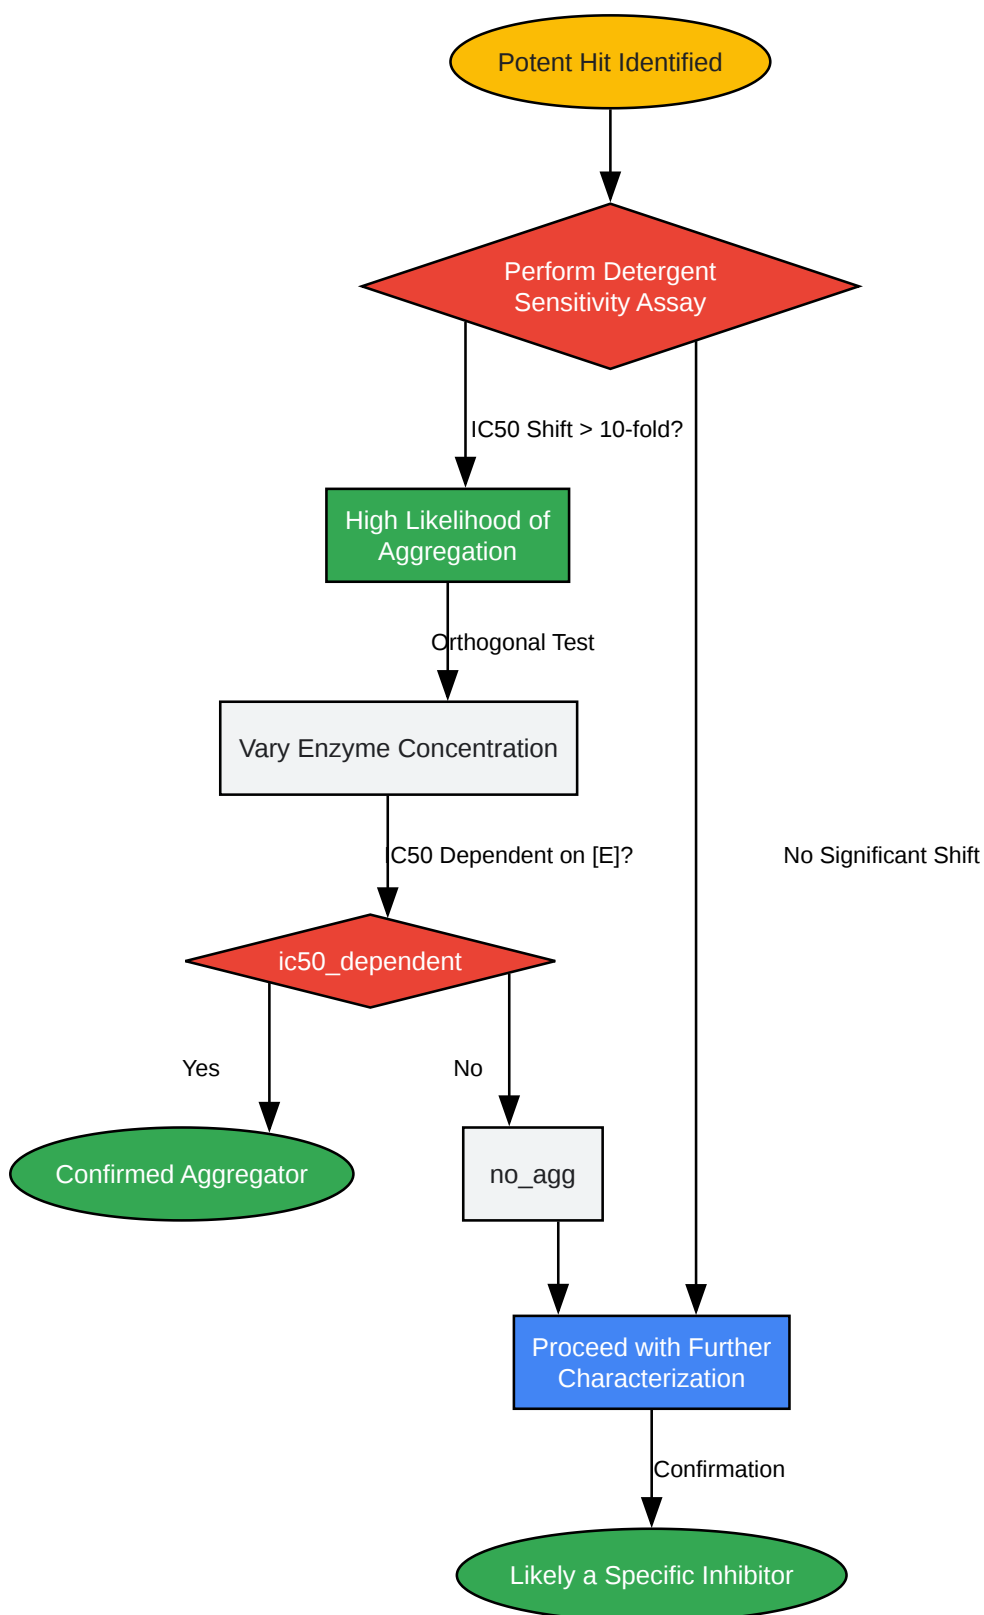 Potent Hit Identified
Perform Detergent
Sensitivity Assay
IC50 Shift > 10-fold?
High Likelihood of
Aggregation
Orthogonal Test
Vary Enzyme Concentration
IC50 Dependent on [E]?
No Significant Shift
ic50_dependent
Yes
No
Confirmed Aggregator
no_agg
Proceed with Further
Characterization
Confirmation
Likely a Specific Inhibitor